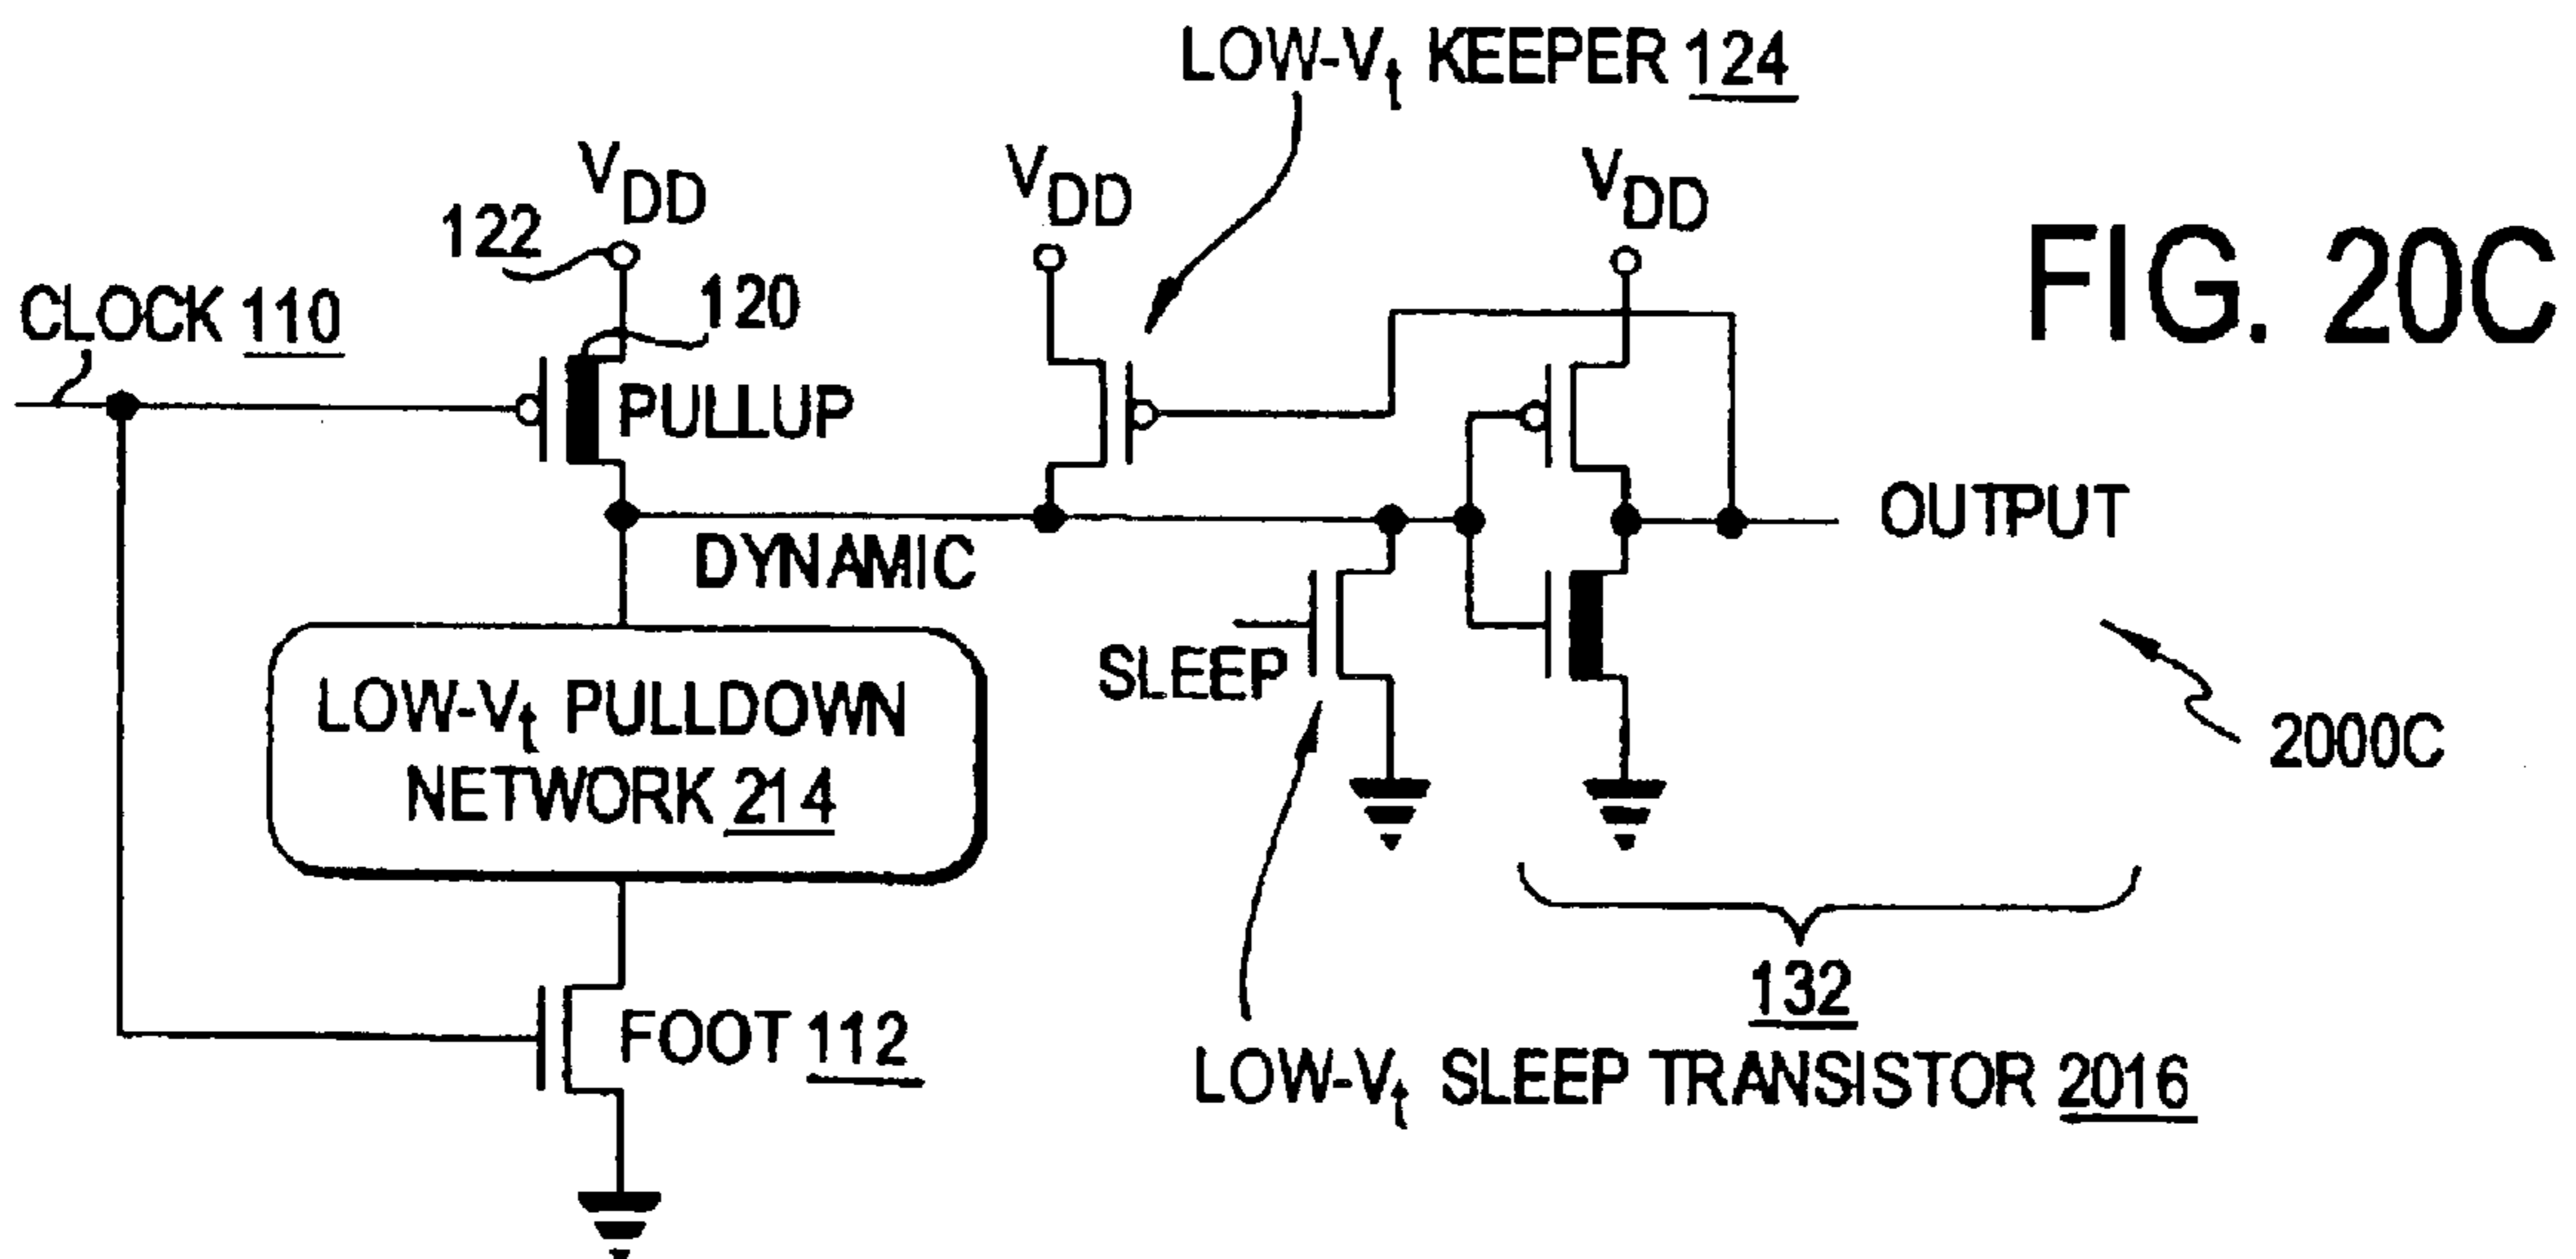 LOW-Vt KEEPER 124
VDD
VDD
VDD
122
120
CLOCK 110
PULLUP
FIG. 20C
DYNAMIC
OUTPUT
SLEEP
LOW-Vt PULLDOWN
NETWORK 214
2000C
FOOT 112
132
LOW-Vt SLEEP TRANSISTOR 2016